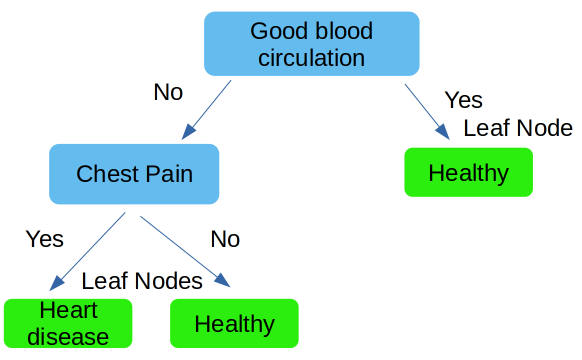 Good blood
circulation
No
Yes
Leaf Node
Chest Pain
Healthy
Yes
No
Leaf Nodes
Heart
disease
Healthy